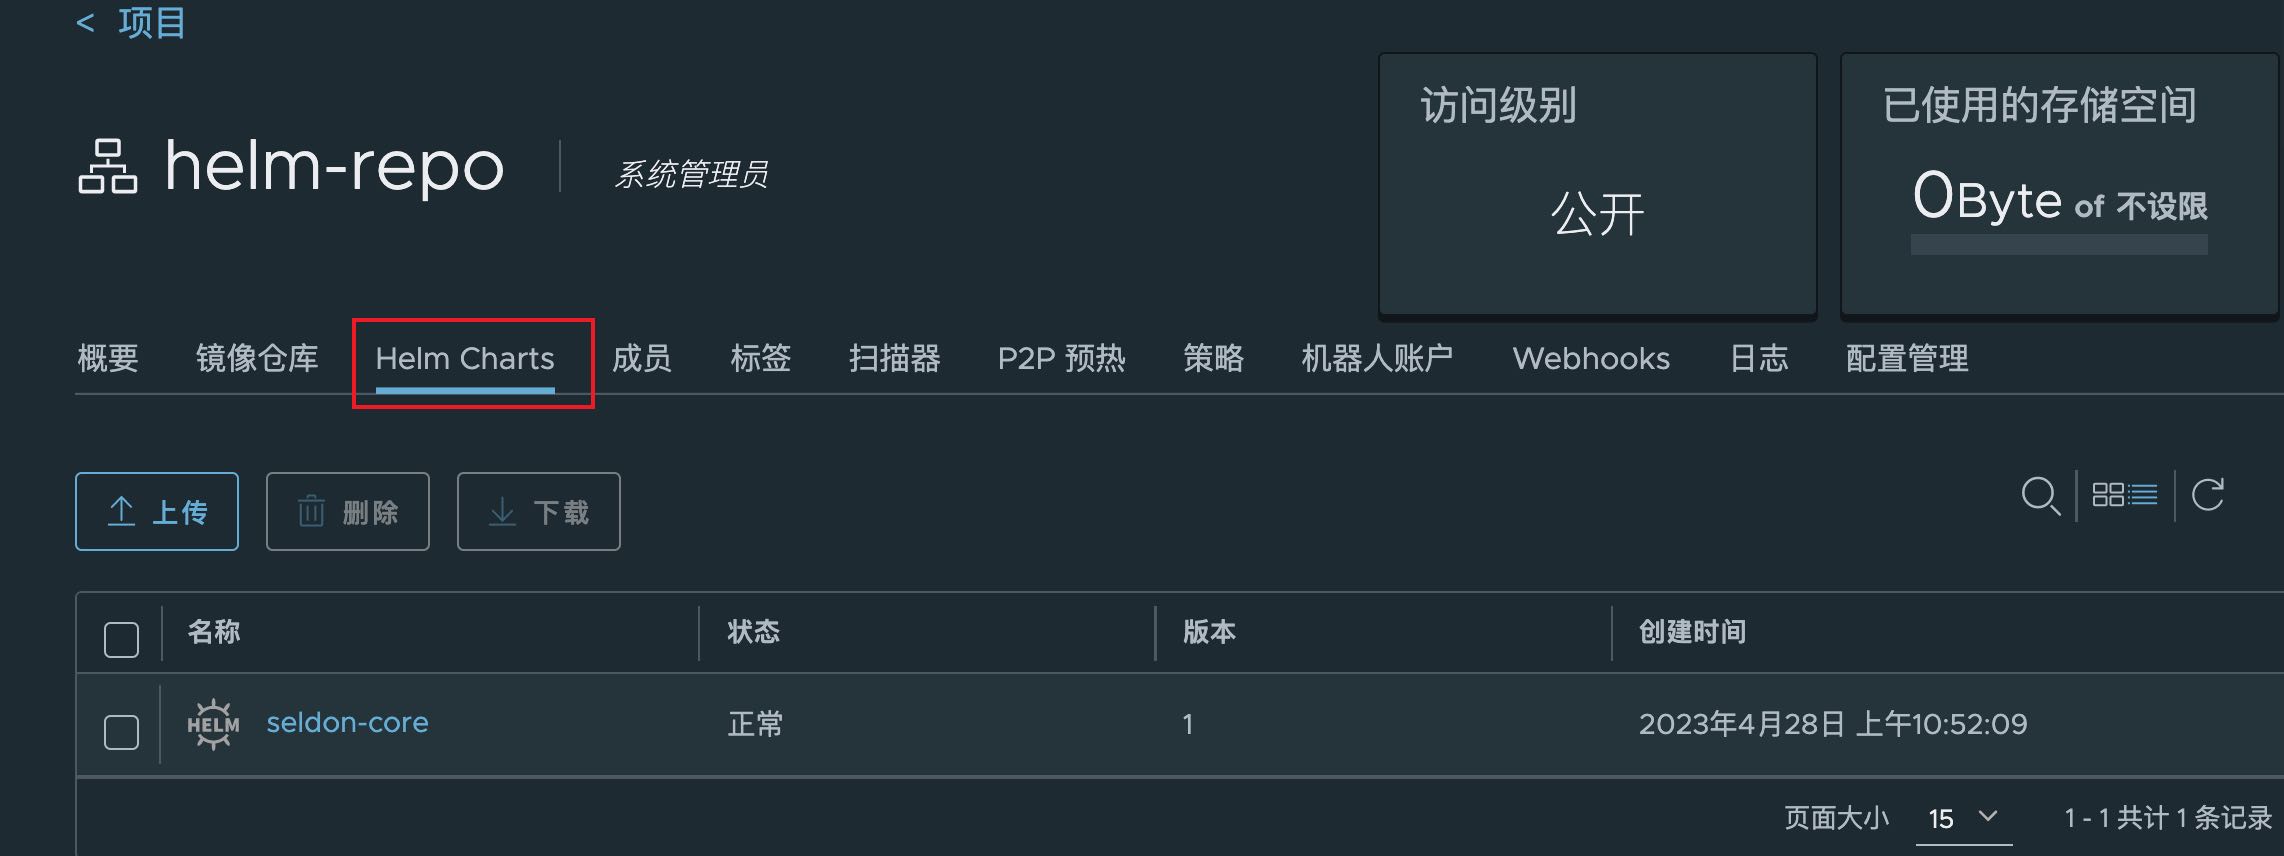 < 项目
helm-repo 系统管理员
访问级别
公开
已使用的存储空间
0Byte of 不设限
概要 镜像仓库 Helm Charts 成员 标签 扫描器 P2P 预热 策略 机器人账户 Webhooks 日志 配置管理
上传 删除 下载
名称 状态 版本 创建时间
HELM seldon-core 正常 1 2023年4月28日 上午10:52:09
页面大小 15 1 - 1 共计 1 条记录